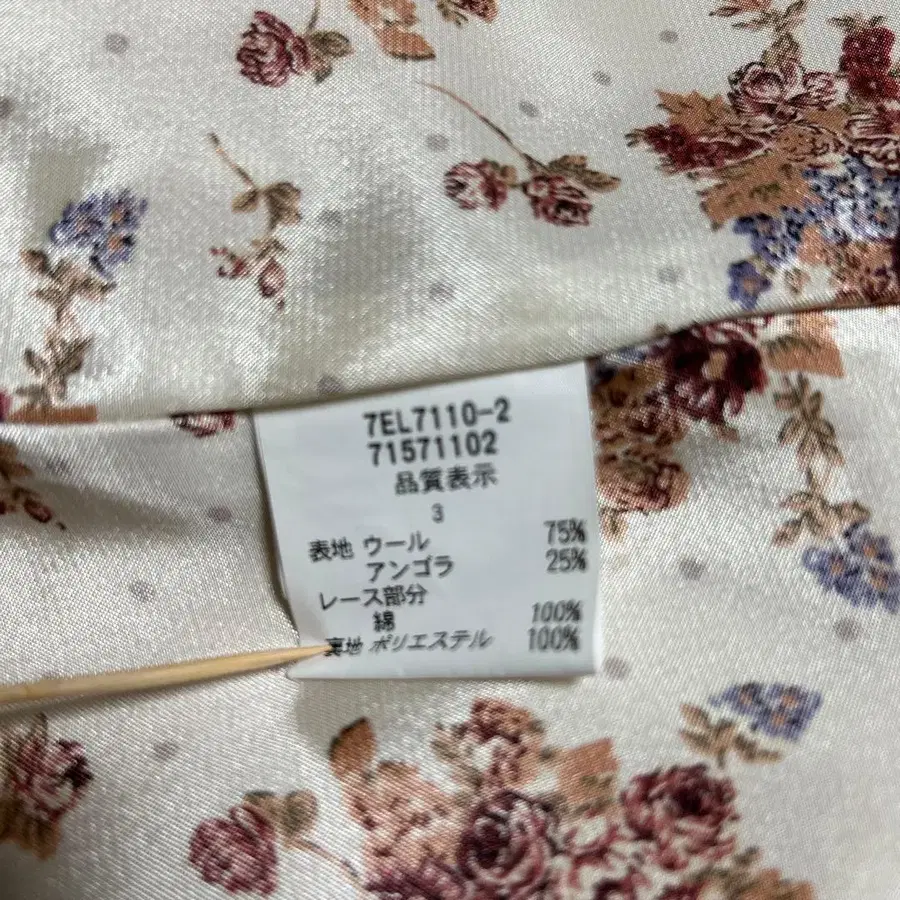 7EL7110-2
71571102
品質表示
3
表地 ウール 75%
アンゴラ 25%
レース部分
綿 100%
裏地 ポリエステル 100%